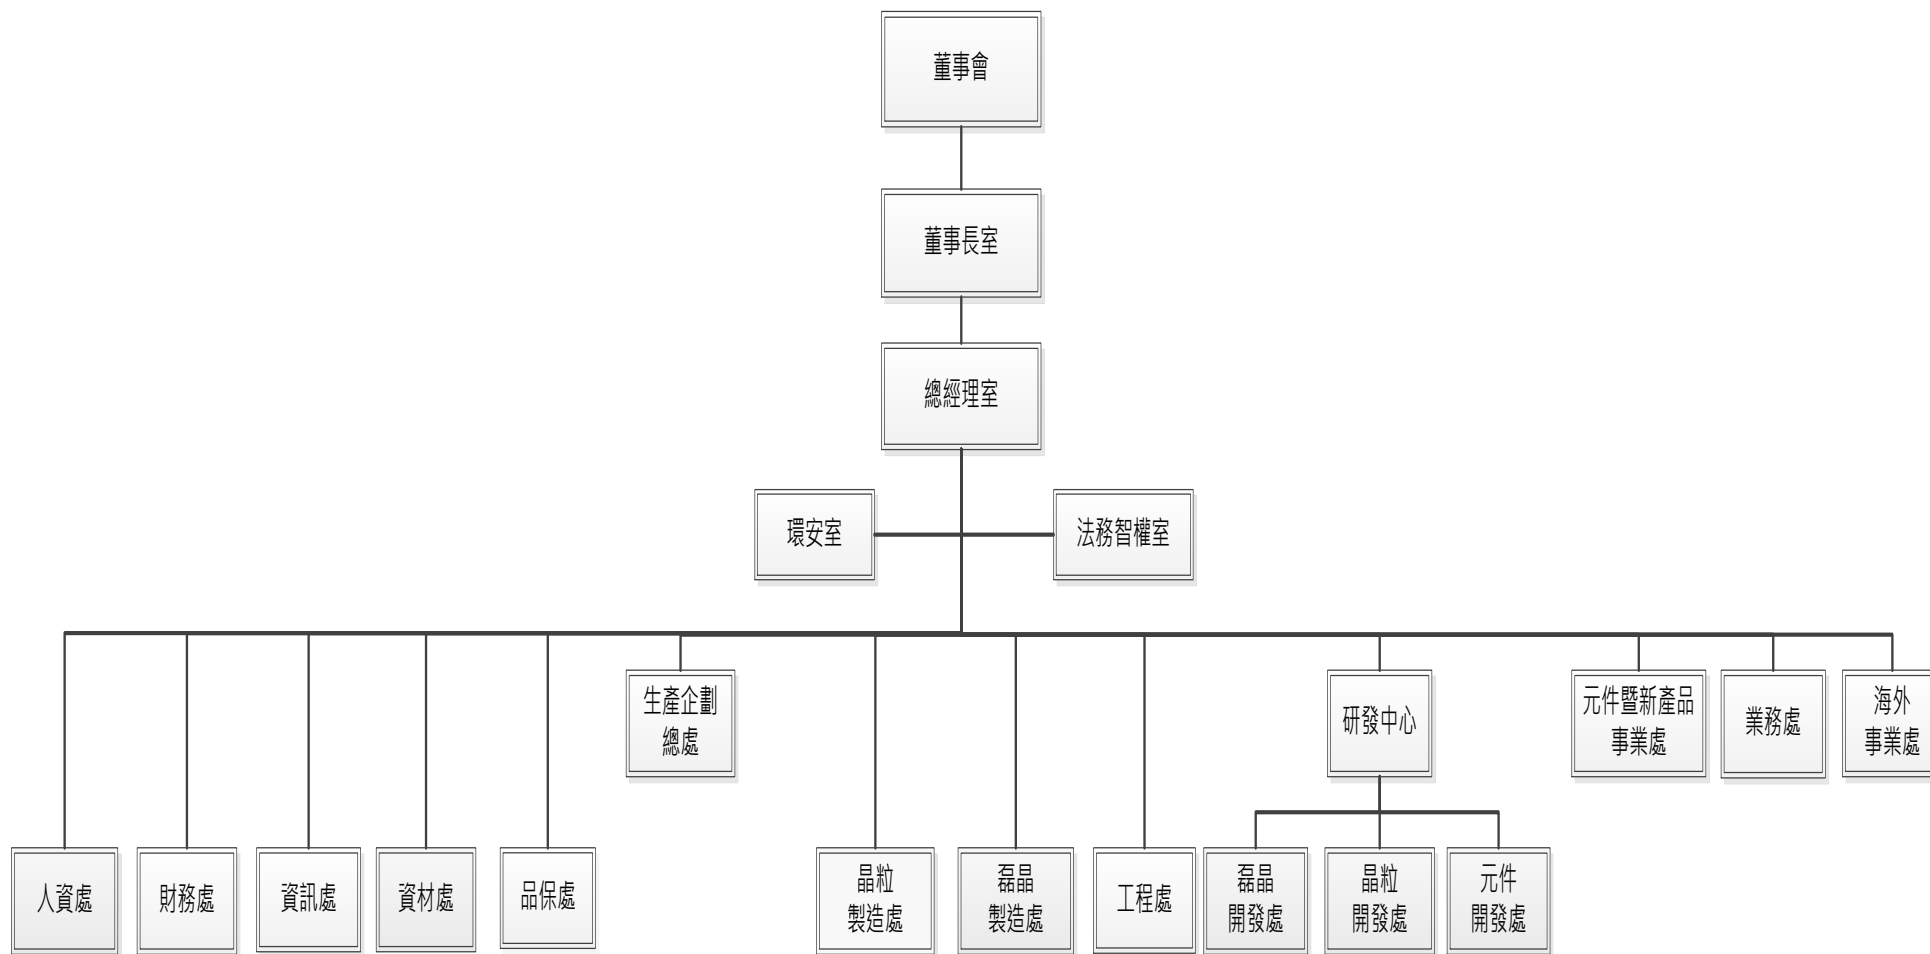 董事會
董事長室
總經理室
環安室
法務智權室
生產企劃
總處
研發中心
元件暨新產品
事業處
業務處
海外
事業處
人資處
財務處
資訊處
資材處
品保處
晶粒
製造處
磊晶
製造處
工程處
磊晶
開發處
晶粒
開發處
元件
開發處